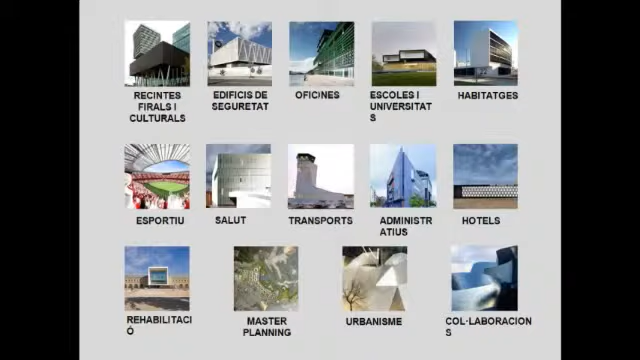 RECINTES
FIRALS I
CULTURALS
EDIFICIS DE
SEGURETAT
OFICINES
ESCOLES I
UNIVERSITAT
S
HABITATGES
ESPORTIU
SALUT
TRANSPORTS
ADMINISTR
ATIUS
HOTELS
REHABILITACI
Ó
MASTER
PLANNING
URBANISME
COL·LABORACION
S